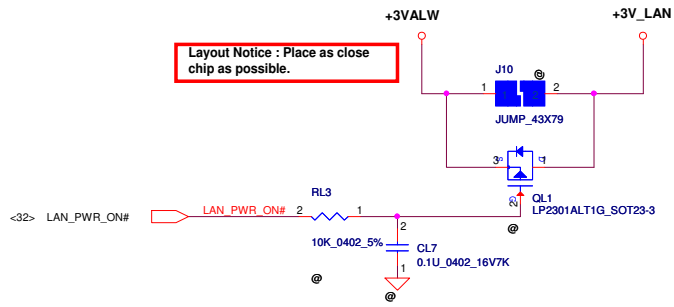 +3VALW
+3V_LAN
Layout Notice : Place as close
chip as possible.
J10
@
1 2
JUMP_43X79
3 S D 1
G 2
QL1
LP2301ALT1G_SOT23-3
@
<32> LAN_PWR_ON#
LAN_PWR_ON#
2 RL3 1
10K_0402_5%
@
2
CL7
0.1U_0402_16V7K
1
@